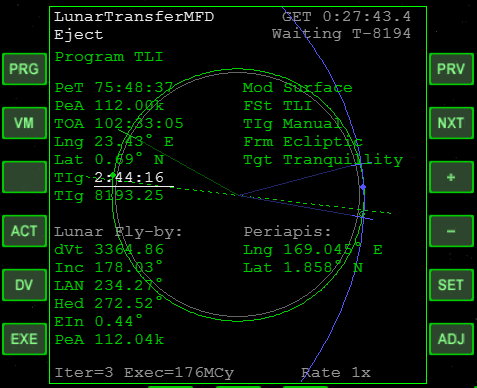 LunarTransferMFD GET 0:27:43.4
Eject Waiting T-8194
Program TLI
PRG PRV
PeT 75:48:37 Mod Surface
PeA 112.00k FSt TLI
VM TOA 102:33:05 TIg Manual NXT
Lng 23.43° E Frm Ecliptic
Lat 0.69° N Tgt Tranquillity
TIg 2:44:16 +
TIg 8193.25
ACT Lunar Fly-by: Periapis: -
dVt 3364.86 Lng 169.045° E
Inc 178.03° Lat 1.858° N
DV LAN 234.27° SET
Hed 272.52°
EIn 0.44°
EXE PeA 112.04k ADJ
Iter=3 Exec=176MCy Rate 1x